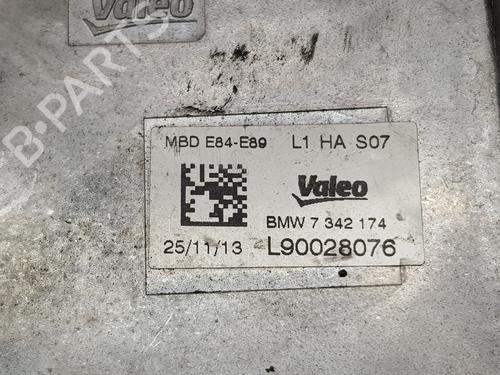 Valeo
B-PARTS
MBD E84-E89 L1 HA S07
Valeo
BMW 7 342 174
25/11/13 L90028076